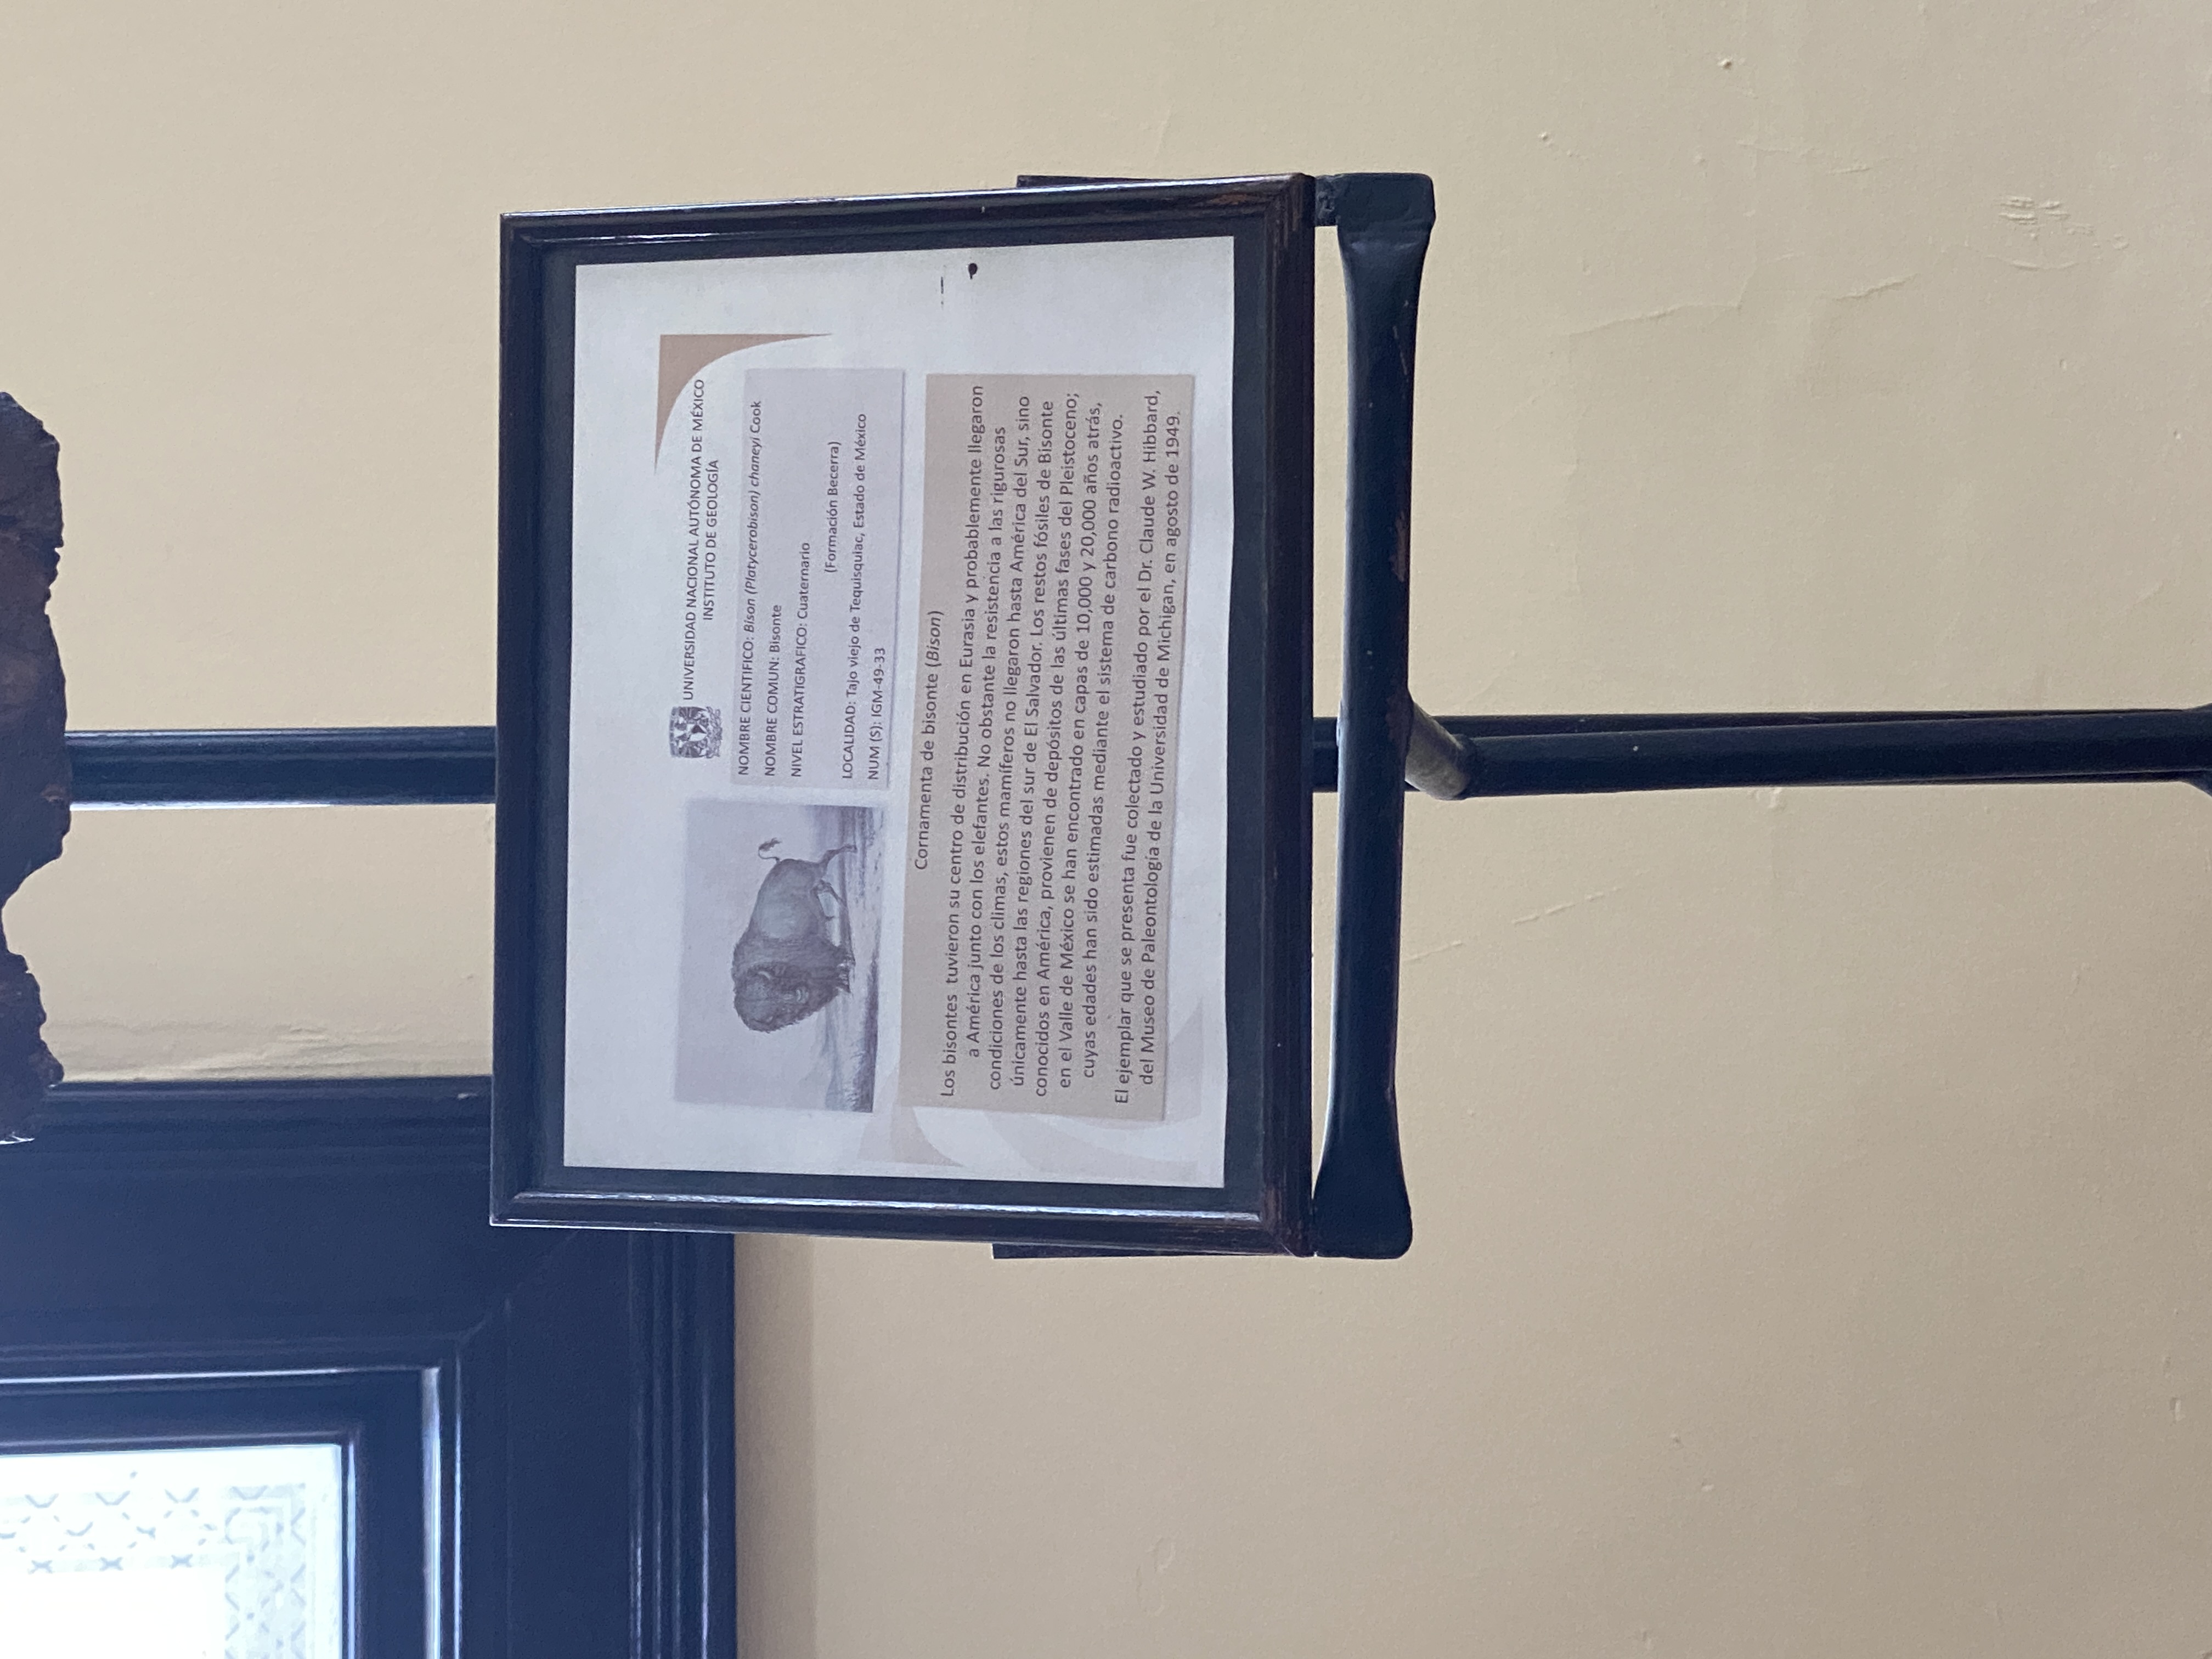 UNIVERSIDAD NACIONAL AUTÓNOMA DE MÉXICO
INSTITUTO DE GEOLOGÍA
NOMBRE CIENTIFICO: Bison (Platycerobison) chaneyi Cook
NOMBRE COMUN: Bisonte
NIVEL ESTRATIGRAFICO: Cuaternario
(Formación Becerra)
LOCALIDAD: Tajo viejo de Tequisquiac, Estado de México
NUM (S): IGM-49-33
Cornamenta de bisonte (Bison)
Los bisontes tuvieron su centro de distribución en Eurasia y probablemente llegaron
a América junto con los elefantes. No obstante la resistencia a las rigurosas
condiciones de los climas, estos mamíferos no llegaron hasta América del Sur, sino
únicamente hasta las regiones del sur de El Salvador. Los restos fósiles de Bisonte
conocidos en América, provienen de depósitos de las últimas fases del Pleistoceno;
en el Valle de México se han encontrado en capas de 10,000 y 20,000 años atrás,
cuyas edades han sido estimadas mediante el sistema de carbono radioactivo.
El ejemplar que se presenta fue colectado y estudiado por el Dr. Claude W. Hibbard,
del Museo de Paleontología de la Universidad de Michigan, en agosto de 1949.